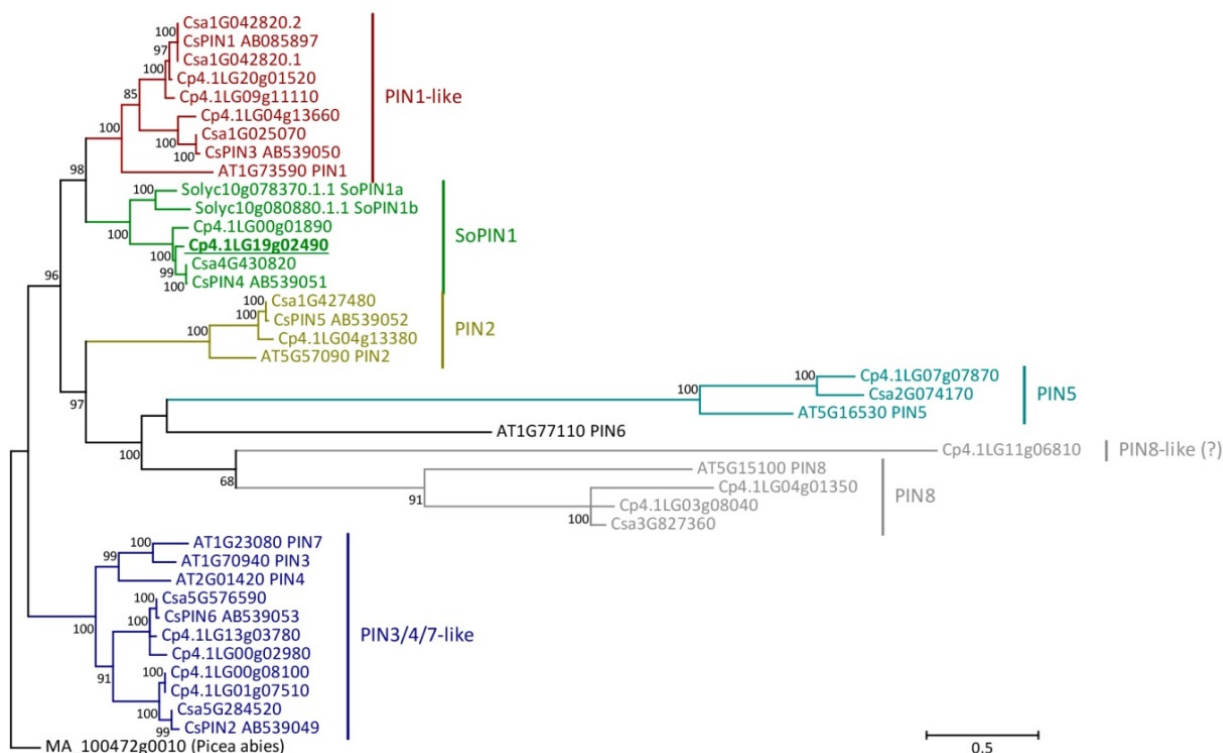 Csa1G042820.2
100
CsPIN1 AB085897
97
Csa1G042820.1
100
Cp4.1LG20g01520
85
Cp4.1LG09g11110
PIN1-like
Cp4.1LG04g13660
100
Csa1G025070
100
CsPIN3 AB539050
100
98
AT1G73590 PIN1
100
Solyc10g078370.1.1 SoPIN1a
Solyc10g080880.1.1 SoPIN1b
100
Cp4.1LG00g01890
SoPIN1
Cp4.1LG19g02490
100
Csa4G430820
99
96
CsPIN4 AB539051
100
100
Csa1G427480
100
CsPIN5 AB539052
100
Cp4.1LG04g13380
PIN2
AT5G57090 PIN2
100
Cp4.1LG07g07870
100
Csa2G074170
PIN5
97
AT5G16530 PIN5
AT1G77110 PIN6
100
Cp4.1LG11g06810
PIN8-like (?)
68
AT5G15100 PIN8
91
Cp4.1LG04g01350
PIN8
Cp4.1LG03g08040
100
Csa3G827360
100
AT1G23080 PIN7
99
AT1G70940 PIN3
AT2G01420 PIN4
100
Csa5G576590
100
CsPIN6 AB539053
100
Cp4.1LG13g03780
PIN3/4/7-like
Cp4.1LG00g02980
91
100
Cp4.1LG00g08100
Cp4.1LG01g07510
100
Csa5G284520
99
CsPIN2 AB539049
MA 100472g0010 (Picea abies)
0.5